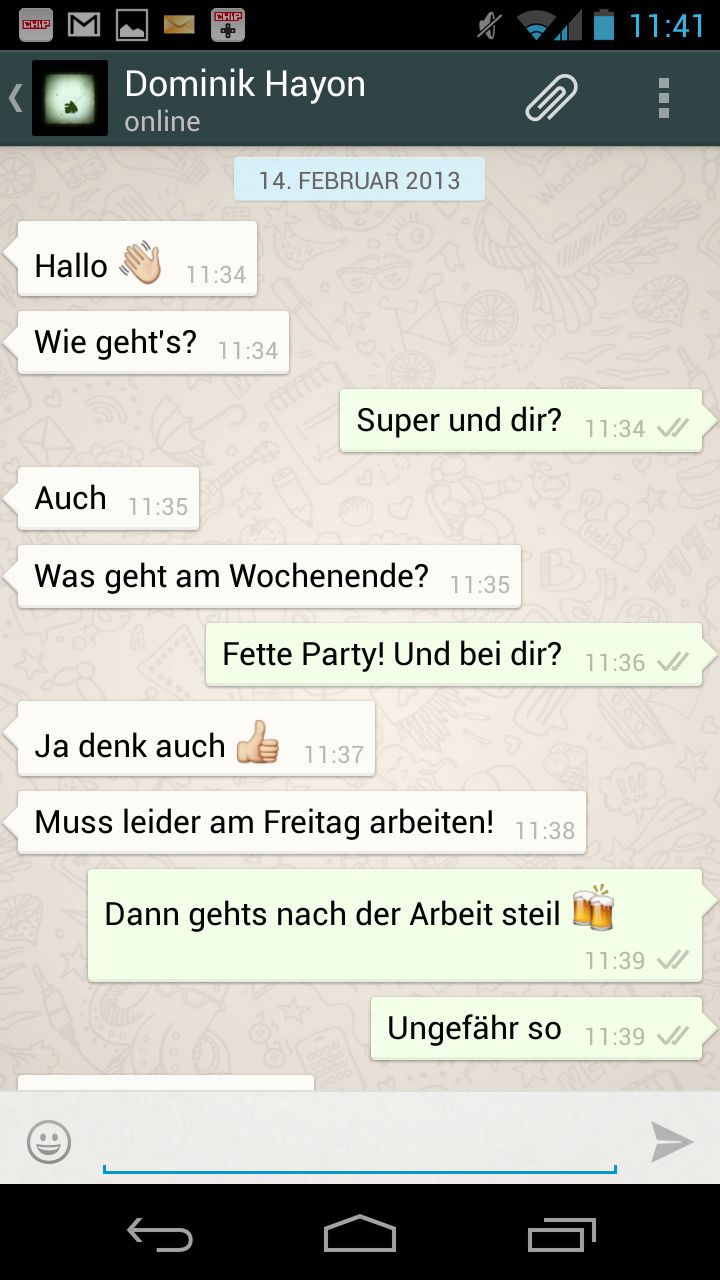 CHIP CHIP 11:41
Dominik Hayon
online
14. FEBRUAR 2013
Hallo 👋 11:34
Wie geht's? 11:34
Super und dir? 11:34
Auch 11:35
Was geht am Wochenende? 11:35
Fette Party! Und bei dir? 11:36
Ja denk auch 👍 11:37
Muss leider am Freitag arbeiten! 11:38
Dann gehts nach der Arbeit steil 🍻
11:39
Ungefähr so 11:39